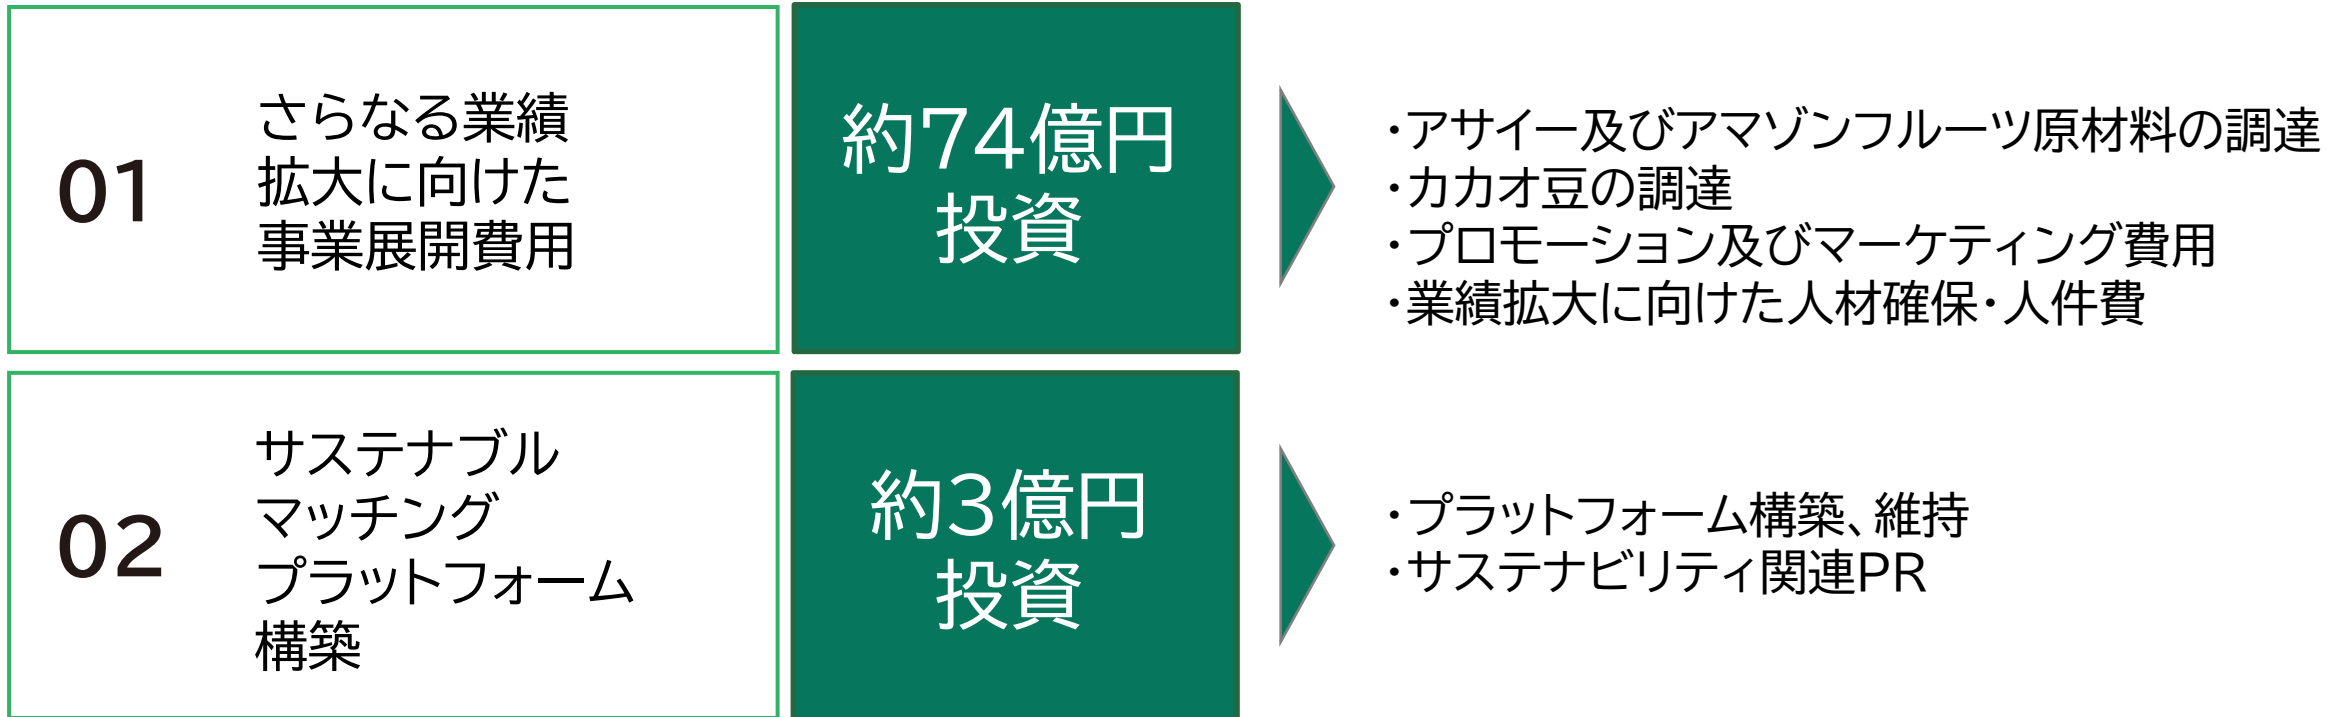 01
さらなる業績
拡大に向けた
事業展開費用
約74億円
投資
・アサイー及びアマゾンフルーツ原材料の調達
・カカオ豆の調達
・プロモーション及びマーケティング費用
・業績拡大に向けた人材確保・人件費
02
サステナブル
マッチング
プラットフォーム
構築
約3億円
投資
・プラットフォーム構築、維持
・サステナビリティ関連PR